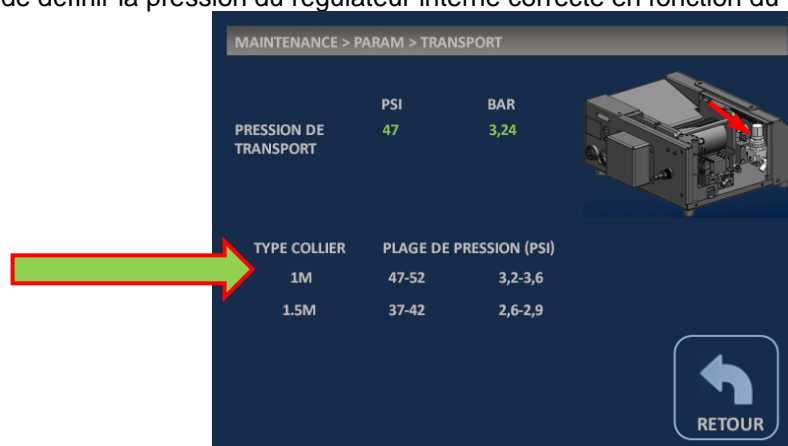 de définir la pression du régulateur interne correcte en fonction du
MAINTENANCE > PARAM > TRANSPORT
PSI BAR
PRESSION DE 47 3,24
TRANSPORT
TYPE COLLIER PLAGE DE PRESSION (PSI)
1M 47-52 3,2-3,6
1.5M 37-42 2,6-2,9
RETOUR